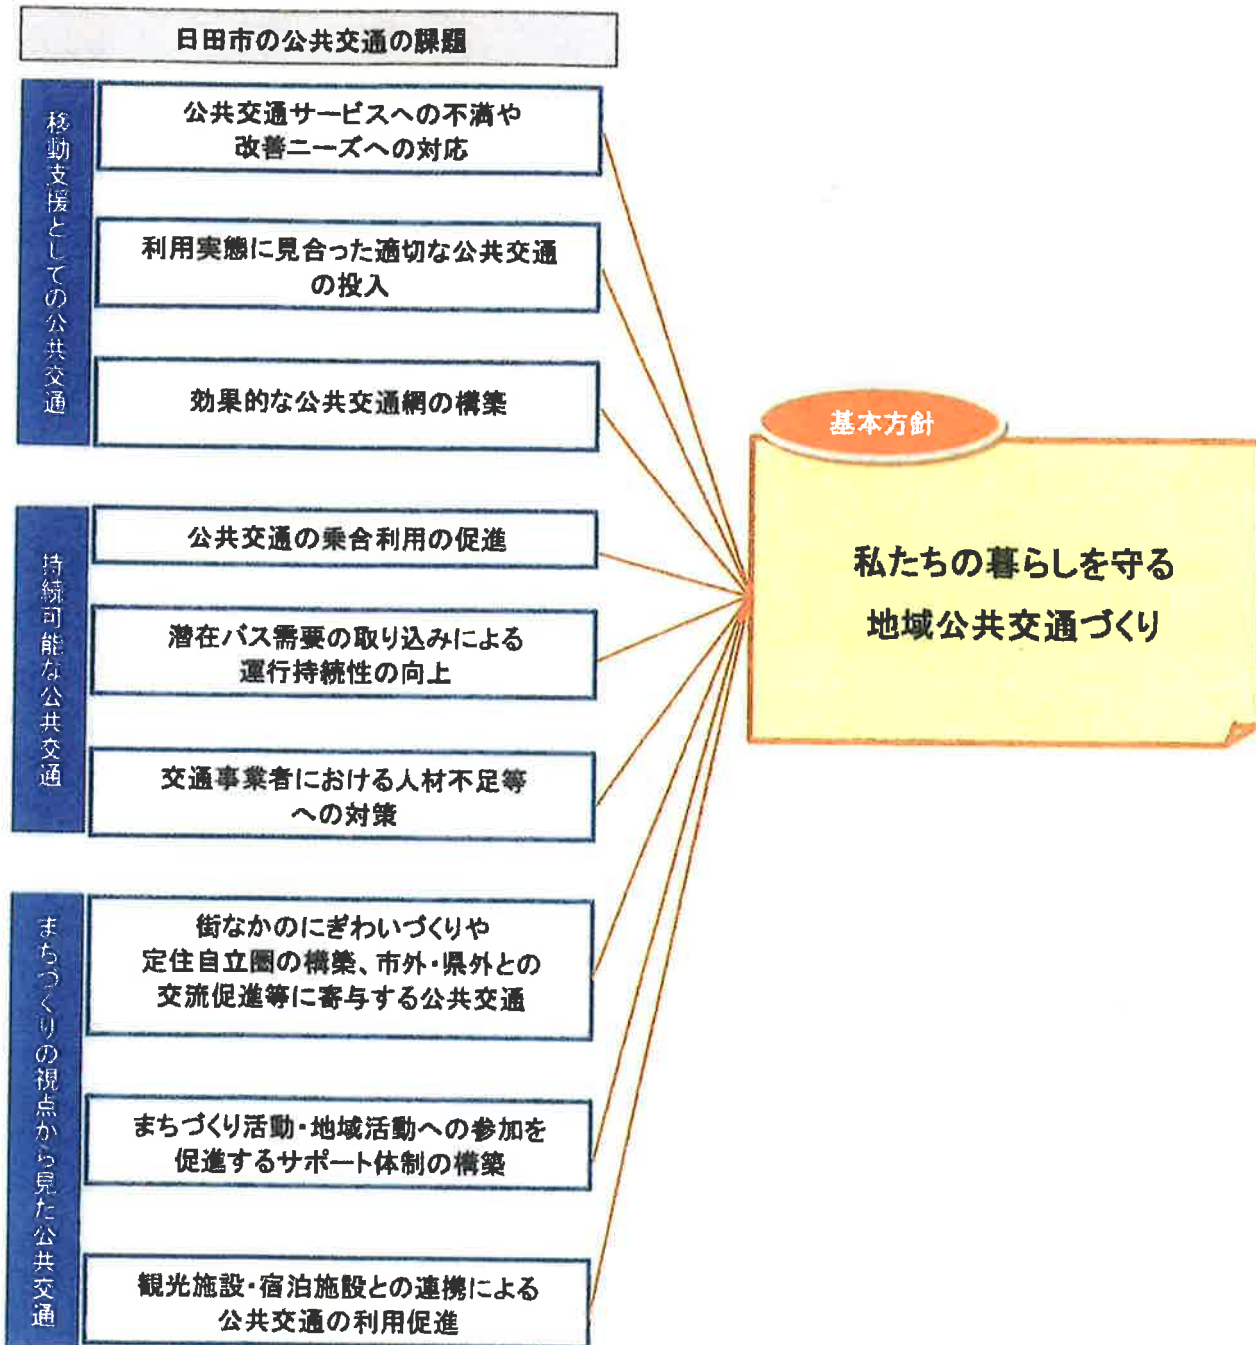 日田市の公共交通の課題
移動支援としての公共交通
公共交通サービスへの不満や
改善ニーズへの対応
利用実態に見合った適切な公共交通
の投入
効果的な公共交通網の構築
持続可能な公共交通
公共交通の乗合利用の促進
潜在バス需要の取り込みによる
運行持続性の向上
交通事業者における人材不足等
への対策
まちづくりの視点から見た公共交通
街なかのにぎわいづくりや
定住自立圏の構築、市外・県外との
交流促進等に寄与する公共交通
まちづくり活動・地域活動への参加を
促進するサポート体制の構築
観光施設・宿泊施設との連携による
公共交通の利用促進
基本方針
私たちの暮らしを守る
地域公共交通づくり